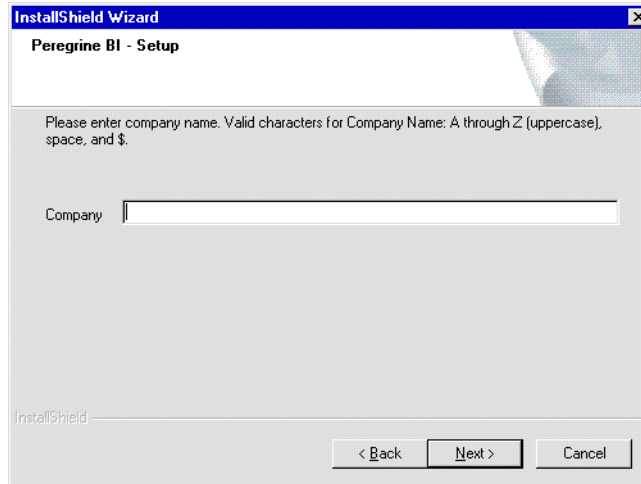 InstallShield Wizard
Peregrine BI - Setup
Please enter company name. Valid characters for Company Name: A through Z (uppercase),
space, and $.
Company
InstallShield
< Back
Next >
Cancel